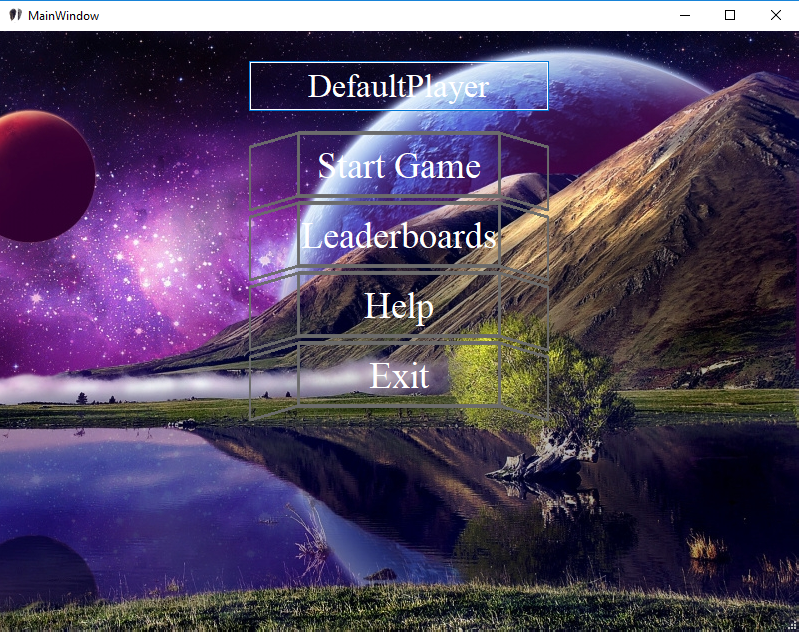 MainWindow
DefaultPlayer
Start Game
Leaderboards
Help
Exit